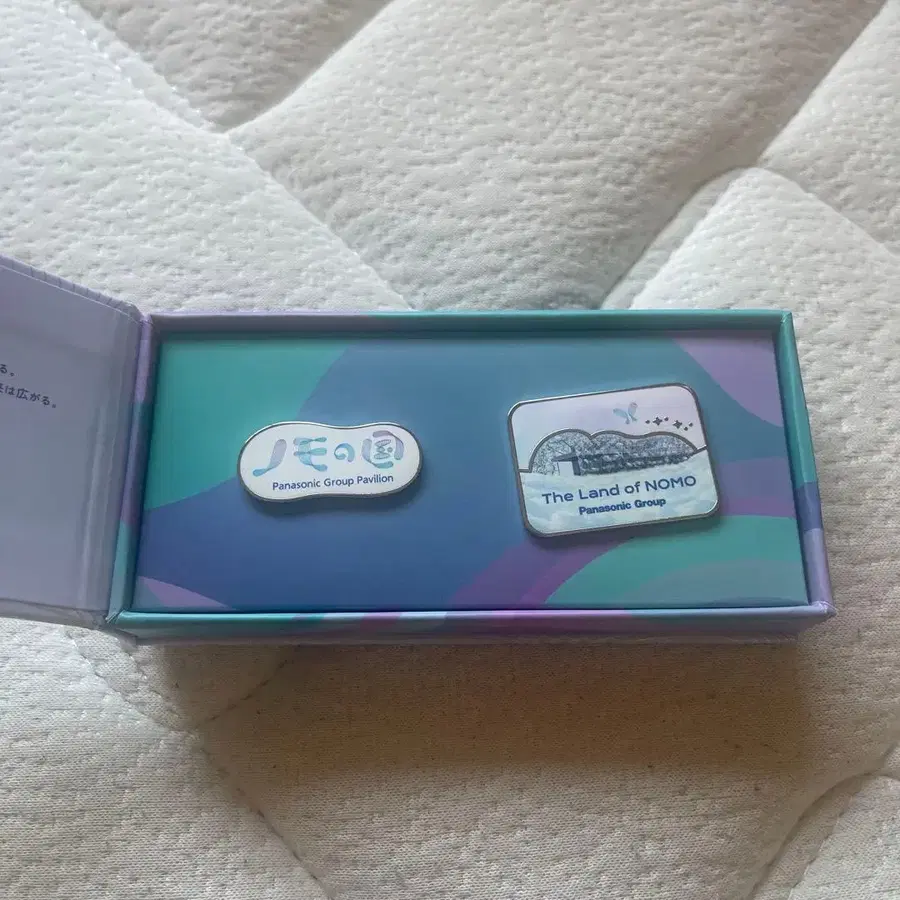 る。
は広がる。
ノモの国
Panasonic Group Pavilion
The Land of NOMO
Panasonic Group